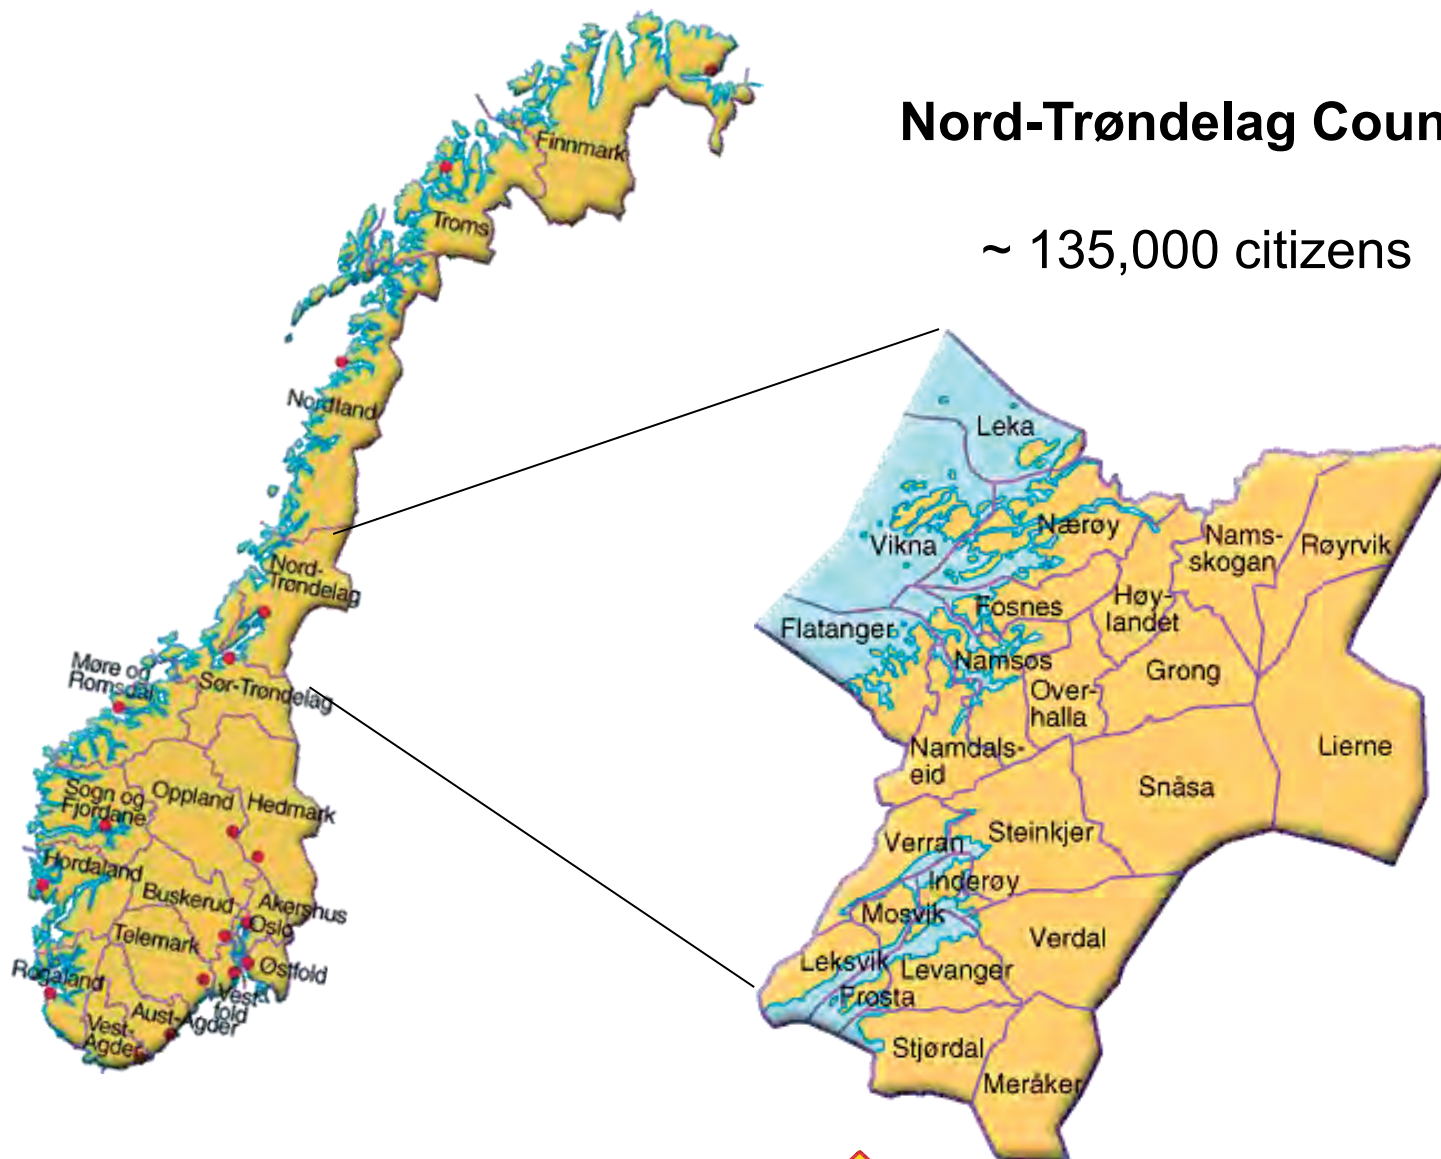 Nord-Trøndelag Coun
~ 135,000 citizens
Finnmark
Troms
Nordland
Nord-
Trøndelag
Møre og
Romsdal
Sør-Trøndelag
Sogn og
Fjordane
Oppland
Hedmark
Hordaland
Buskerud
Akershus
Oslo
Telemark
Østfold
Rogaland
Vest
fold
Aust-Agder
Vest-
Agder
Leka
Vikna
Nærøy
Nams-
skogan
Røyrvik
Fosnes
Høy-
landet
Flatanger
Namsos
Grong
Over-
halla
Namdals-
eid
Lierne
Snåsa
Verran
Steinkjer
Inderøy
Mosvik
Verdal
Leksvik
Levanger
Frosta
Stjørdal
Meråker